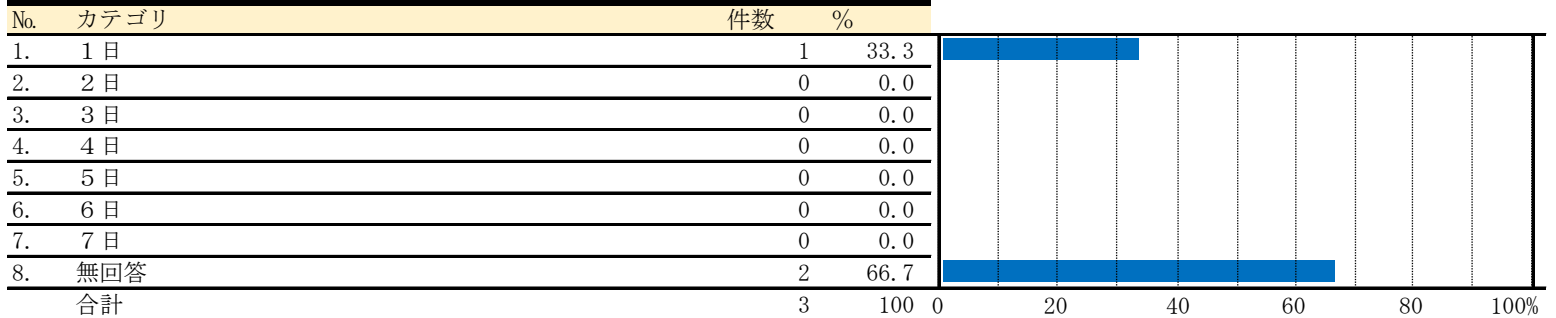 № カテゴリ 件数 %
1. 1日 1 33.3
2. 2日 0 0.0
3. 3日 0 0.0
4. 4日 0 0.0
5. 5日 0 0.0
6. 6日 0 0.0
7. 7日 0 0.0
8. 無回答 2 66.7
合計 3 100 0 20 40 60 80 100%